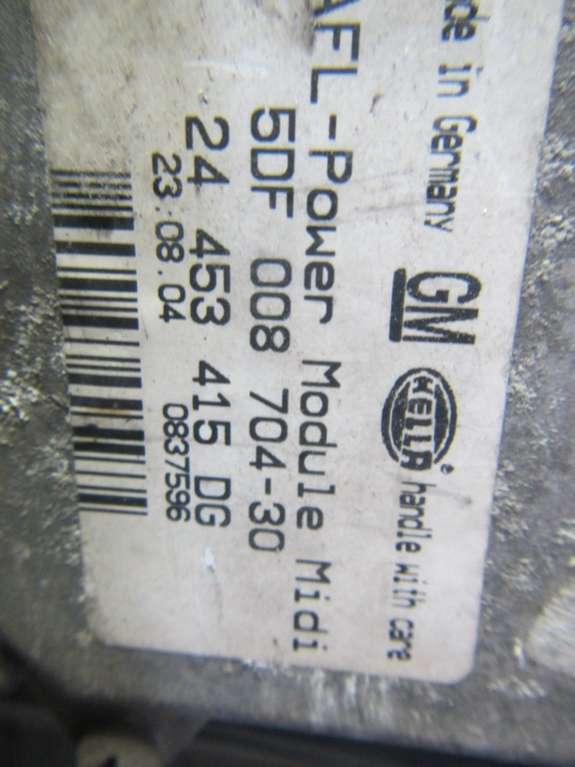 de in Germany GM HELLA® handle with care
AFL-Power Module Midi
5DF 008 704-30
24 453 415 DG
23.08.04 0837596